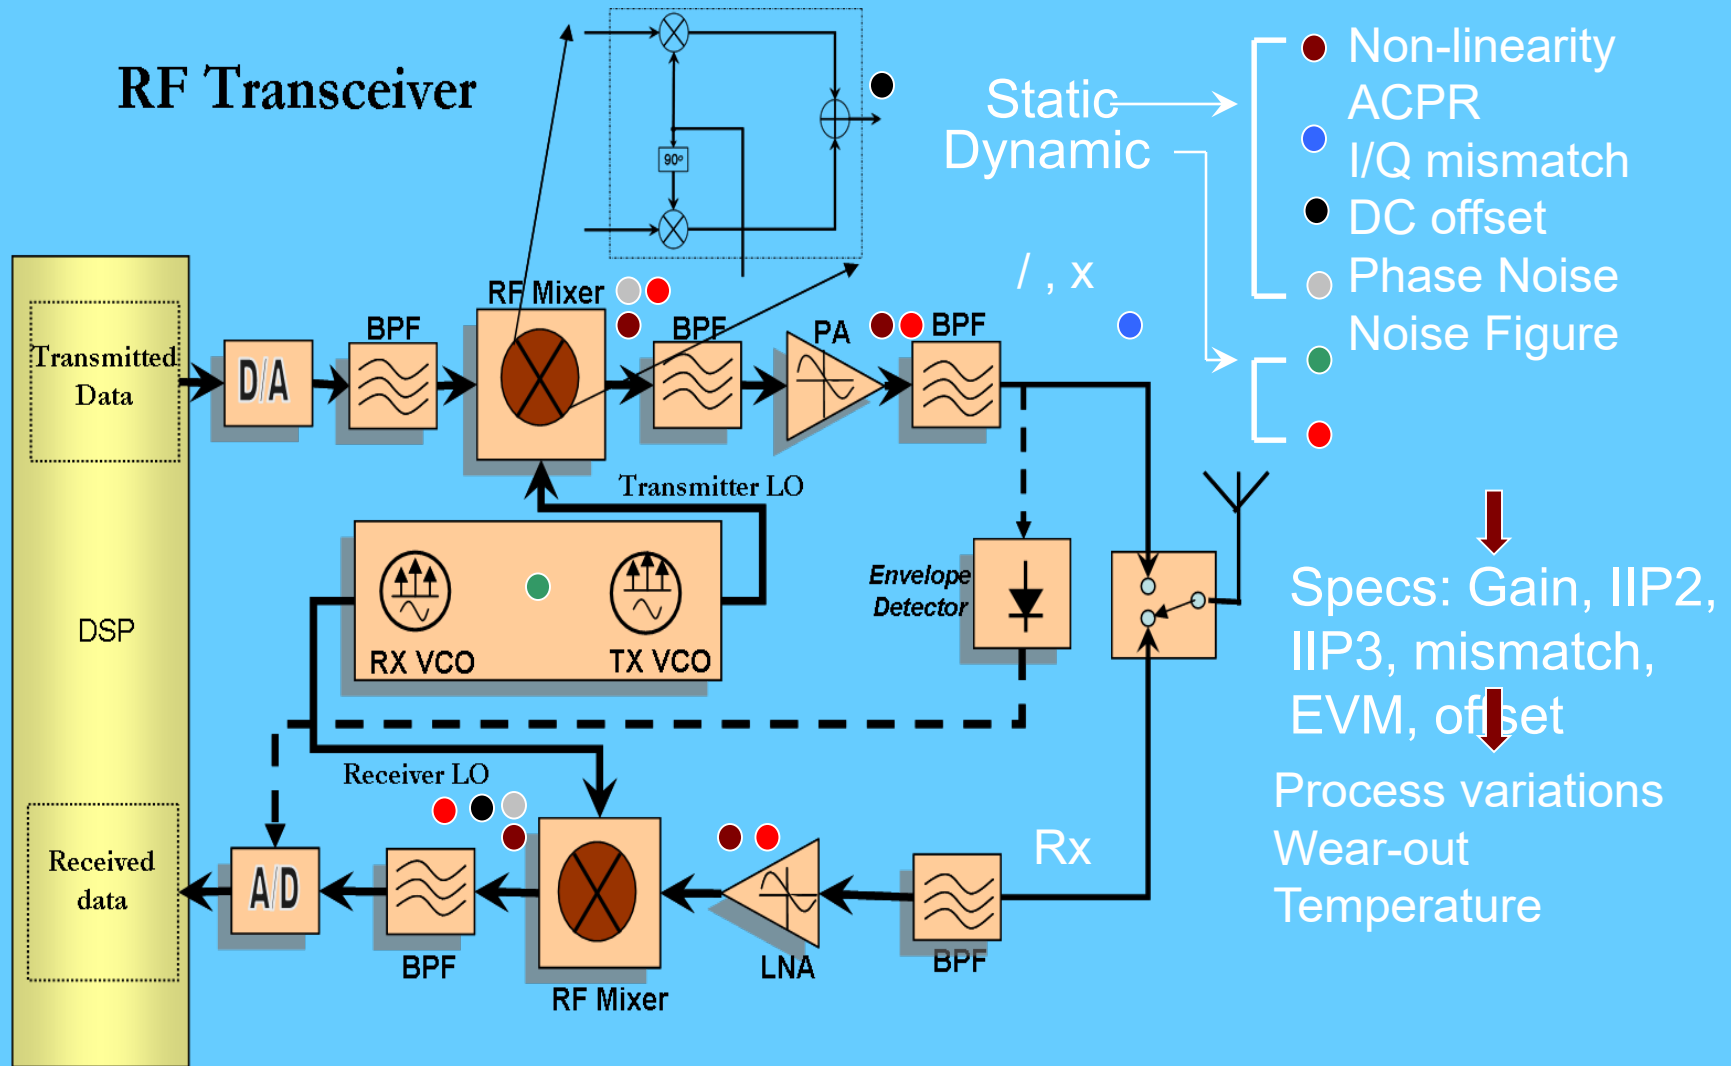 RF Transceiver
90º
Static
Dynamic
Non-linearity
ACPR
I/Q mismatch
DC offset
Phase Noise
Noise Figure
/ , x
RF Mixer
BPF
BPF
PA
BPF
Transmitted
Data
D/A
Transmitter LO
DSP
RX VCO
TX VCO
Envelope
Detector
Specs: Gain, IIP2,
IIP3, mismatch,
EVM, offset
Receiver LO
Process variations
Wear-out
Temperature
Rx
Received
data
A/D
BPF
RF Mixer
LNA
BPF